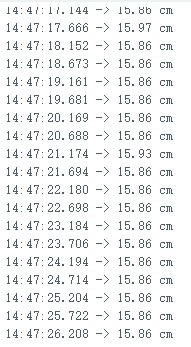 14:47:17.144 -> 15.86 cm
14:47:17.666 -> 15.97 cm
14:47:18.152 -> 15.86 cm
14:47:18.673 -> 15.86 cm
14:47:19.161 -> 15.86 cm
14:47:19.681 -> 15.86 cm
14:47:20.169 -> 15.86 cm
14:47:20.688 -> 15.86 cm
14:47:21.174 -> 15.93 cm
14:47:21.694 -> 15.86 cm
14:47:22.180 -> 15.86 cm
14:47:22.698 -> 15.86 cm
14:47:23.184 -> 15.86 cm
14:47:23.706 -> 15.86 cm
14:47:24.194 -> 15.86 cm
14:47:24.714 -> 15.86 cm
14:47:25.204 -> 15.86 cm
14:47:25.722 -> 15.86 cm
14:47:26.208 -> 15.86 cm